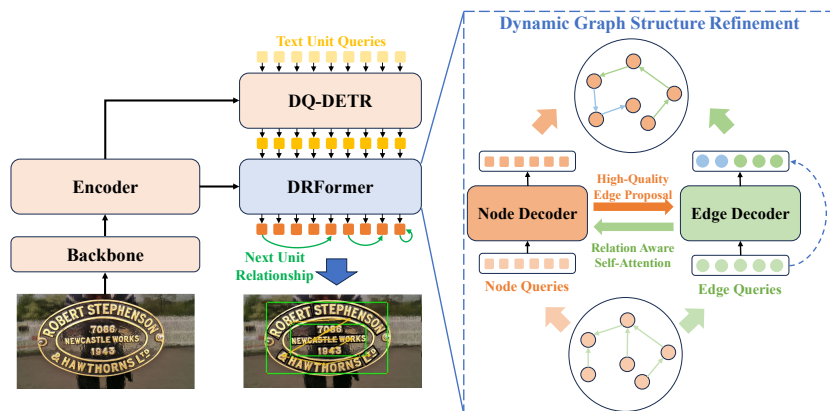 Text Unit Queries
DQ-DETR
Encoder
DRFormer
Backbone
Next Unit
Relationship
ROBERT STEPHENSON
7066
NEWCASTLE WORKS
1943
& HAWTHORNS LTD
ROBERT STEPHENSON
7066
NEWCASTLE WORKS
1943
& HAWTHORNS LTD
Dynamic Graph Structure Refinement
High-Quality
Edge Proposal
Node Decoder
Edge Decoder
Relation Aware
Self-Attention
Node Queries
Edge Queries